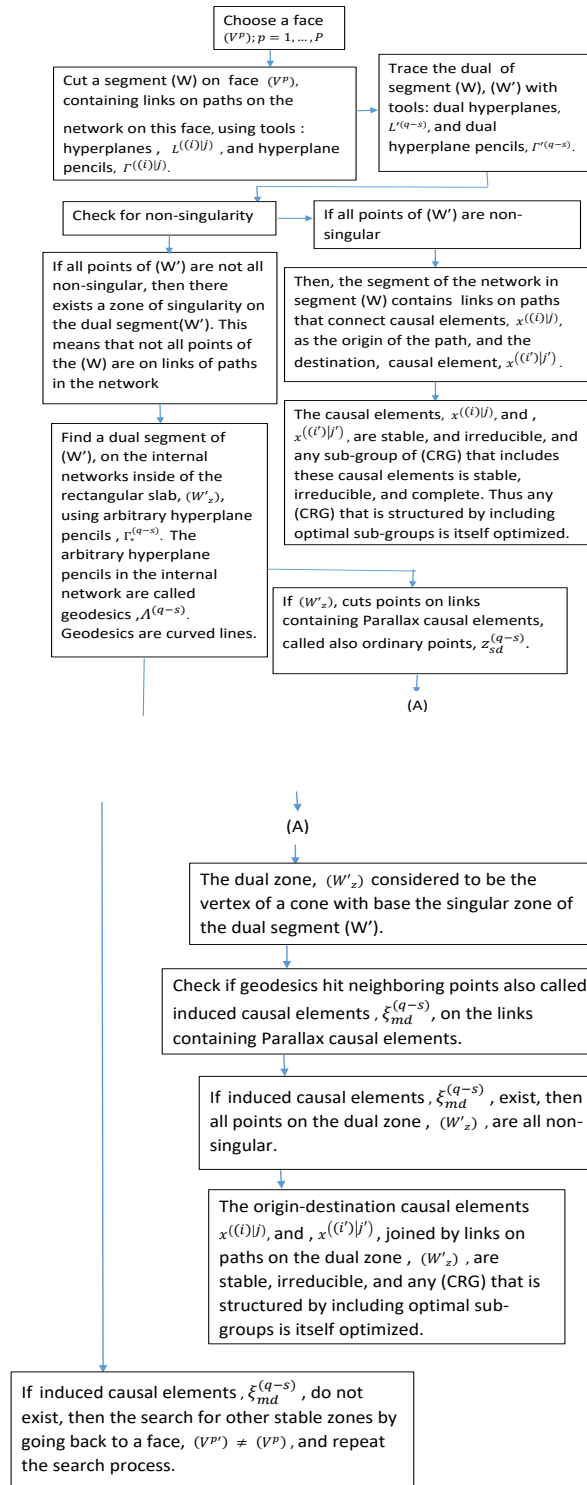 Choose a face
(V^p); p = 1, … , P
Cut a segment (W) on face (V^p),
containing links on paths on the
network on this face, using tools :
hyperplanes , L^((i)|j) , and hyperplane
pencils, Γ^((i)|j).
Trace the dual of
segment (W), (W’) with
tools: dual hyperplanes,
L′^(q−s), and dual
hyperplane pencils, Γ′^(q−s).
Check for non-singularity
If all points of (W’) are non-
singular
If all points of (W’) are not all
non-singular, then there
exists a zone of singularity on
the dual segment(W’). This
means that not all points of
the (W) are on links of paths
in the network
Then, the segment of the network in
segment (W) contains links on paths
that connect causal elements, x^((i)|j),
as the origin of the path, and the
destination, causal element, x^((i′)|j′) .
Find a dual segment of
(W’), on the internal
networks inside of the
rectangular slab, (W′_z),
using arbitrary hyperplane
pencils , Γ_*^(q−s). The
arbitrary hyperplane
pencils in the internal
network are called
geodesics ,Λ^(q−s).
Geodesics are curved lines.
The causal elements, x^((i)|j), and ,
x^((i′)|j′), are stable, and irreducible, and
any sub-group of (CRG) that includes
these causal elements is stable,
irreducible, and complete. Thus any
(CRG) that is structured by including
optimal sub-groups is itself optimized.
If (W′_z), cuts points on links
containing Parallax causal elements,
called also ordinary points, z_sd^(q−s).
(A)
(A)
The dual zone, (W′_z) considered to be the
vertex of a cone with base the singular zone of
the dual segment (W’).
Check if geodesics hit neighboring points also called
induced causal elements , ξ_md^(q−s), on the links
containing Parallax causal elements.
If induced causal elements , ξ_md^(q−s) , exist, then
all points on the dual zone , (W′_z) , are all non-
singular.
The origin-destination causal elements
x^((i)|j), and , x^((i′)|j′), joined by links on
paths on the dual zone , (W′_z) , are
stable, irreducible, and any (CRG) that is
structured by including optimal sub-
groups is itself optimized.
If induced causal elements , ξ_md^(q−s) , do not
exist, then the search for other stable zones by
going back to a face, (V^p′) ≠ (V^p) , and repeat
the search process.